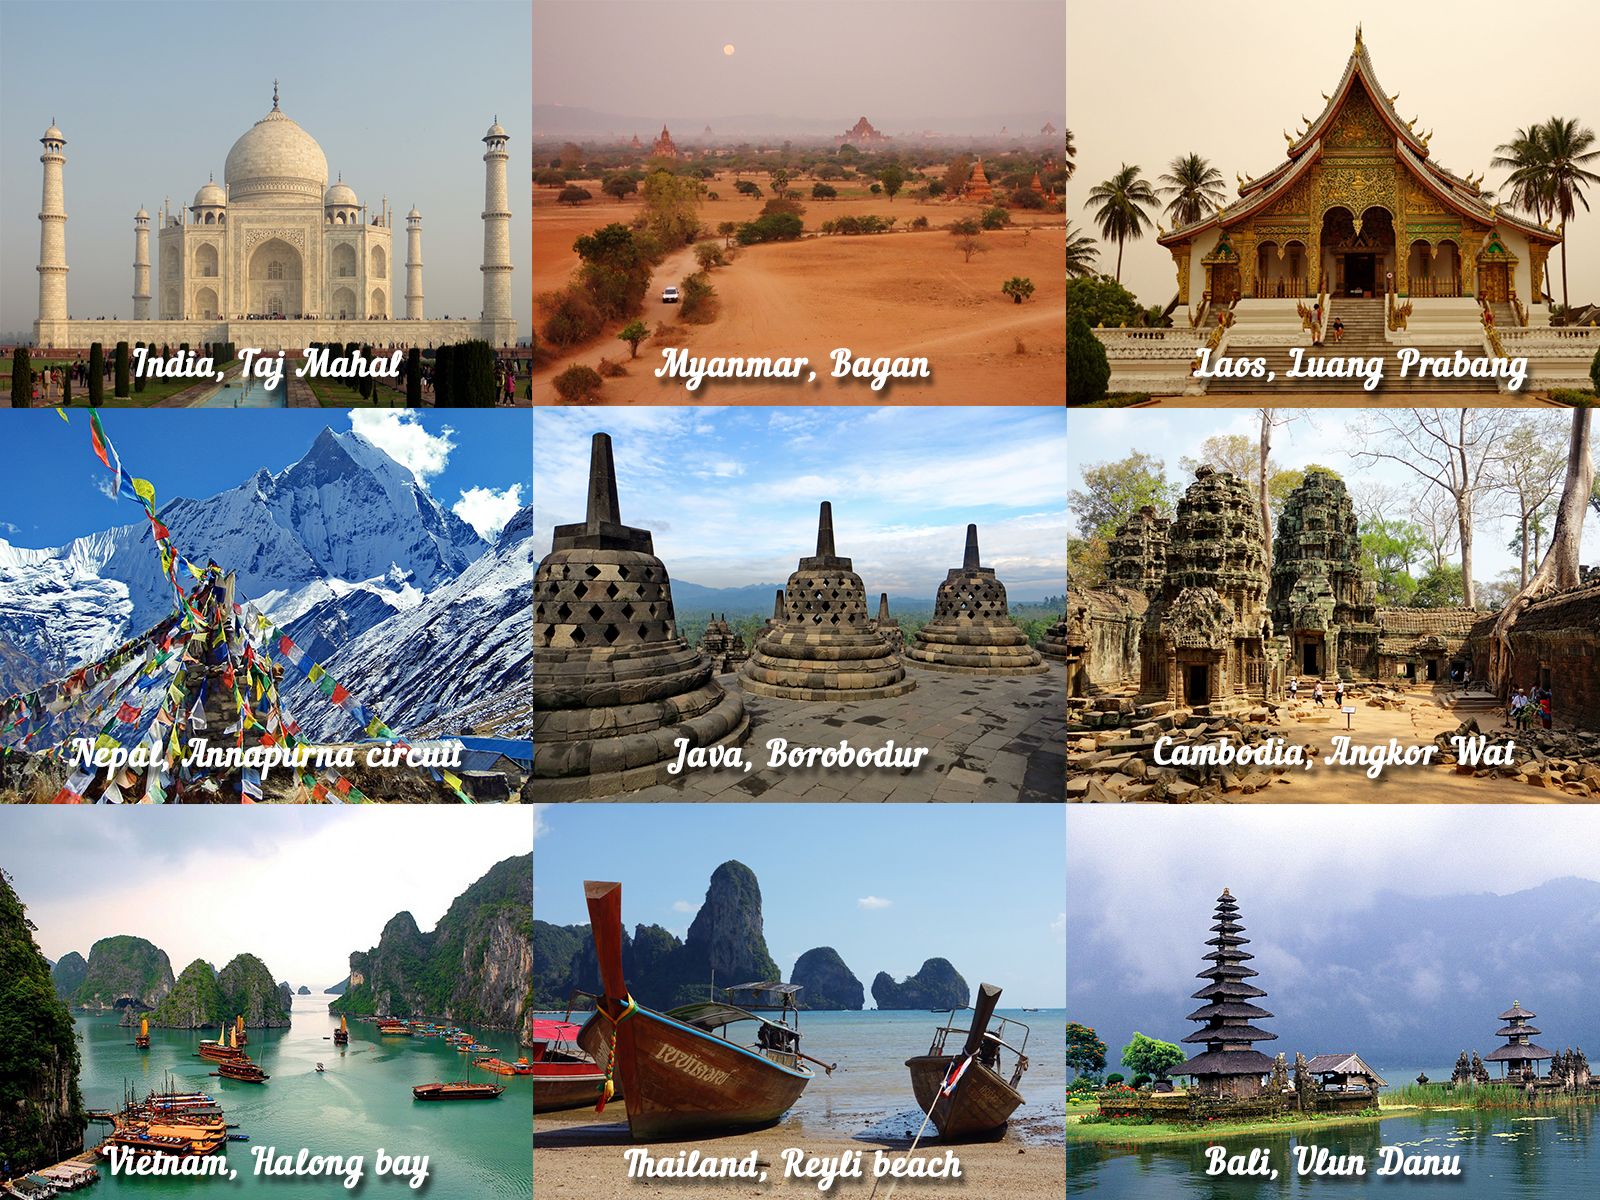 India, Taj Mahal
Myanmar, Bagan
Laos, Luang Prabang
Nepal, Annapurna circuit
Java, Borobodur
Cambodia, Angkor Wat
Vietnam, Halong bay
Thailand, Reyli beach
Bali, Ulun Danu